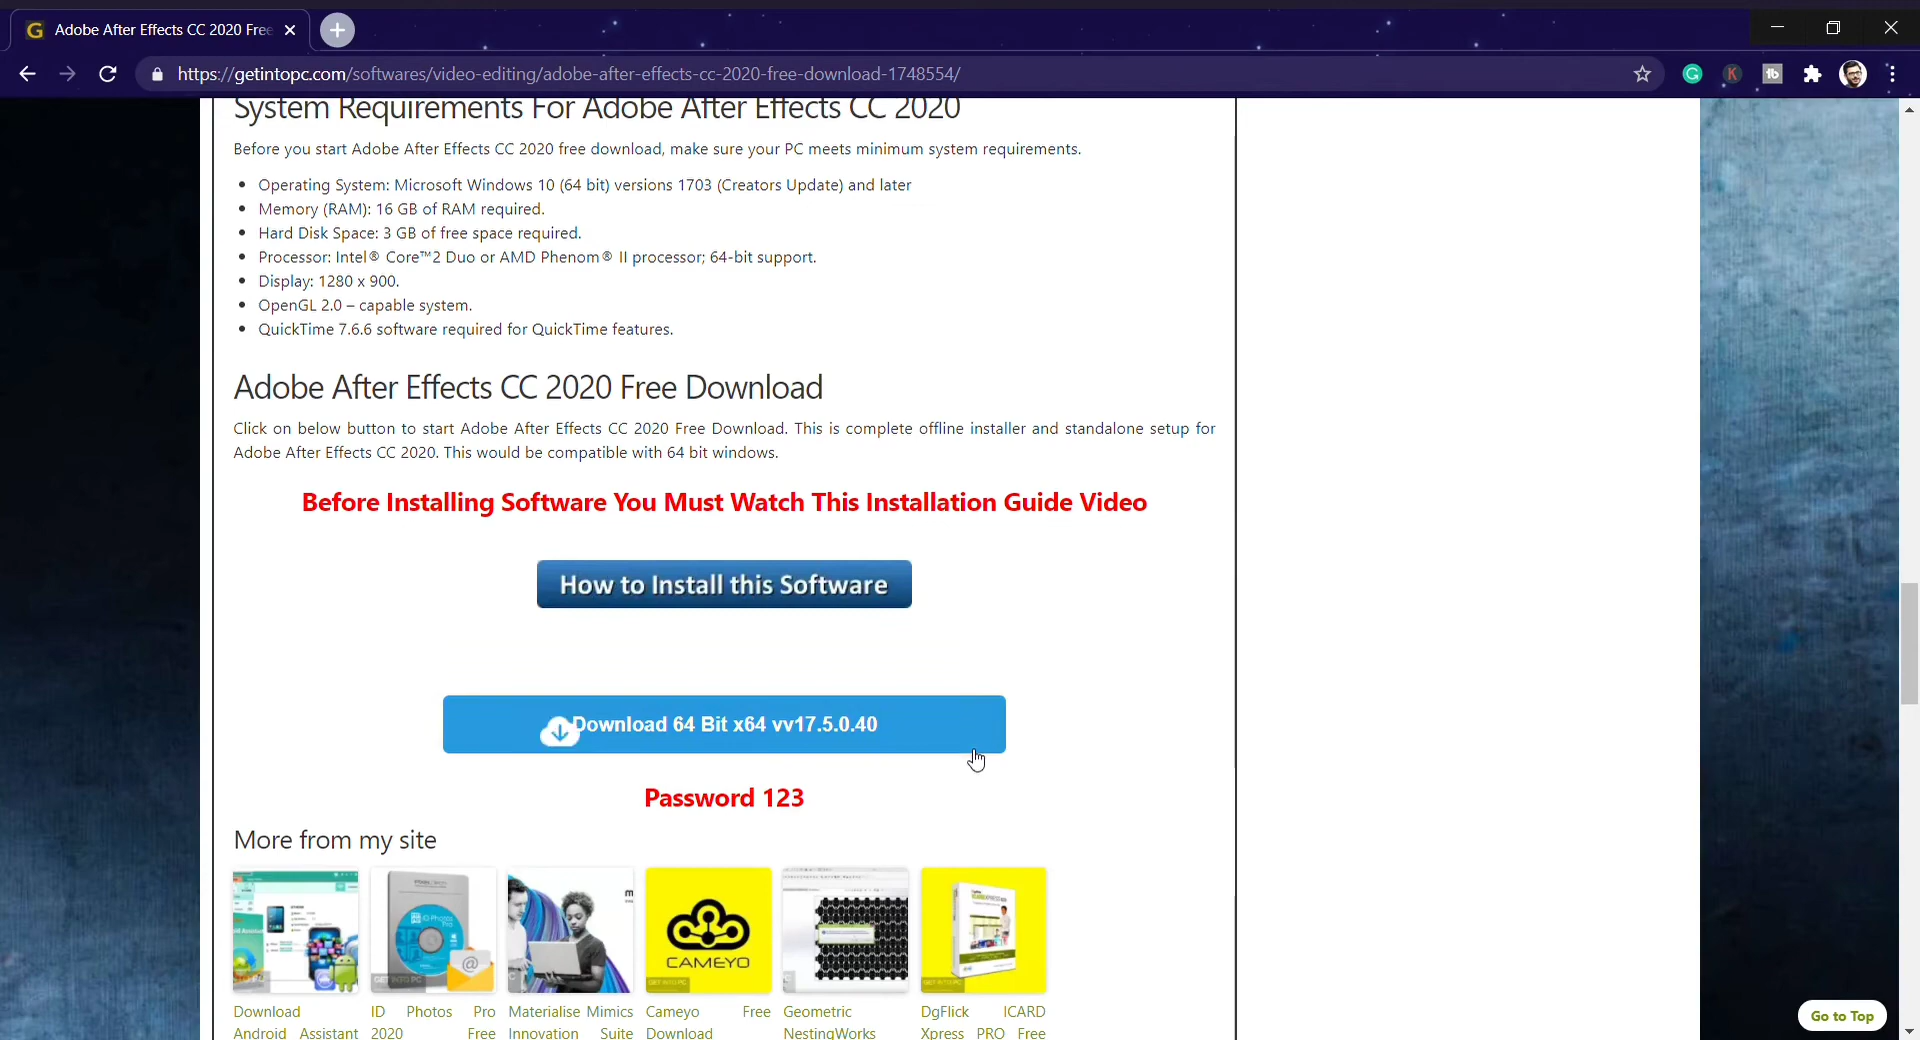 G Adobe After Effects CC 2020 Free
https://getintopc.com/softwares/video-editing/adobe-after-effects-cc-2020-free-download-1748554/
System Requirements For Adobe After Effects CC 2020
Before you start Adobe After Effects CC 2020 free download, make sure your PC meets minimum system requirements.
• Operating System: Microsoft Windows 10 (64 bit) versions 1703 (Creators Update) and later
• Memory (RAM): 16 GB of RAM required.
• Hard Disk Space: 3 GB of free space required.
• Processor: Intel® Core™2 Duo or AMD Phenom® II processor; 64-bit support.
• Display: 1280 x 900.
• OpenGL 2.0 – capable system.
• QuickTime 7.6.6 software required for QuickTime features.
Adobe After Effects CC 2020 Free Download
Click on below button to start Adobe After Effects CC 2020 Free Download. This is complete offline installer and standalone setup for
Adobe After Effects CC 2020. This would be compatible with 64 bit windows.
Before Installing Software You Must Watch This Installation Guide Video
How to Install this Software
Download 64 Bit x64 vv17.5.0.40
Password 123
More from my site
CAMEYO
Download
Android Assistant
ID Photos Pro
2020 Free
Materialise Mimics
Innovation Suite
Cameyo Free
Download
Geometric
NestingWorks
DgFlick ICARD
Xpress PRO Free
Go to Top